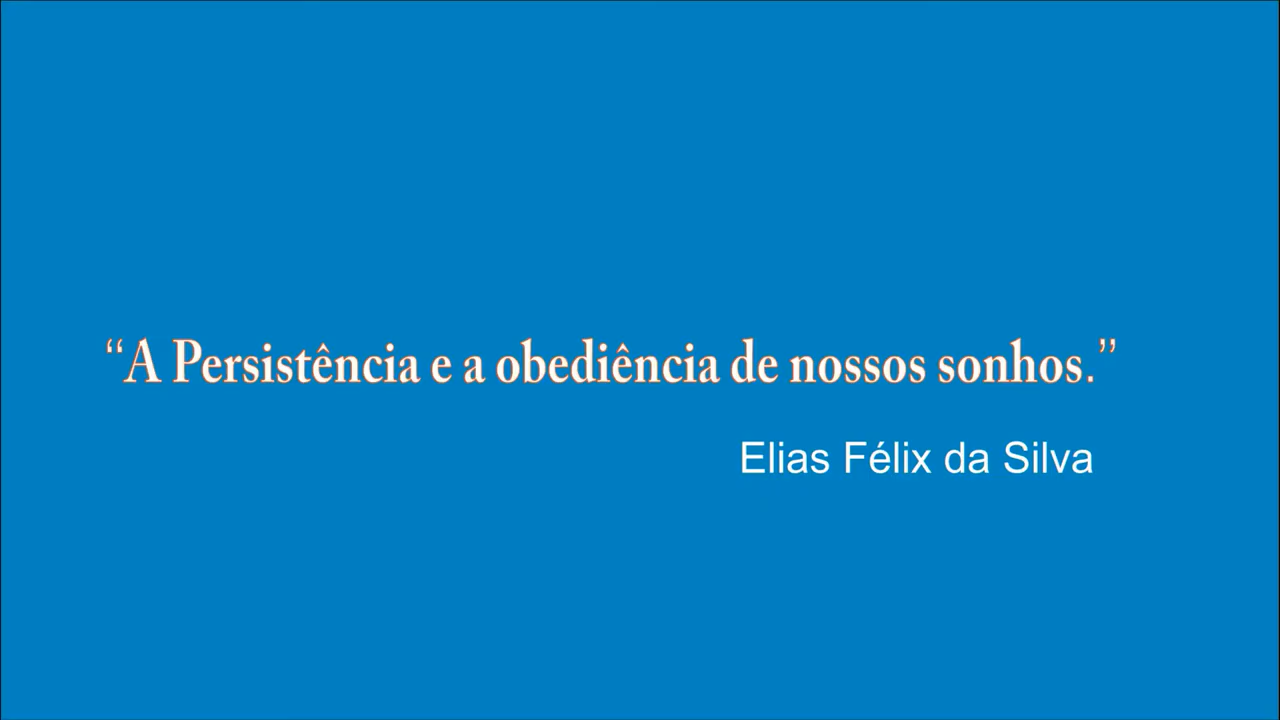 “A Persistência e a obediência de nossos sonhos.”
Elias Félix da Silva